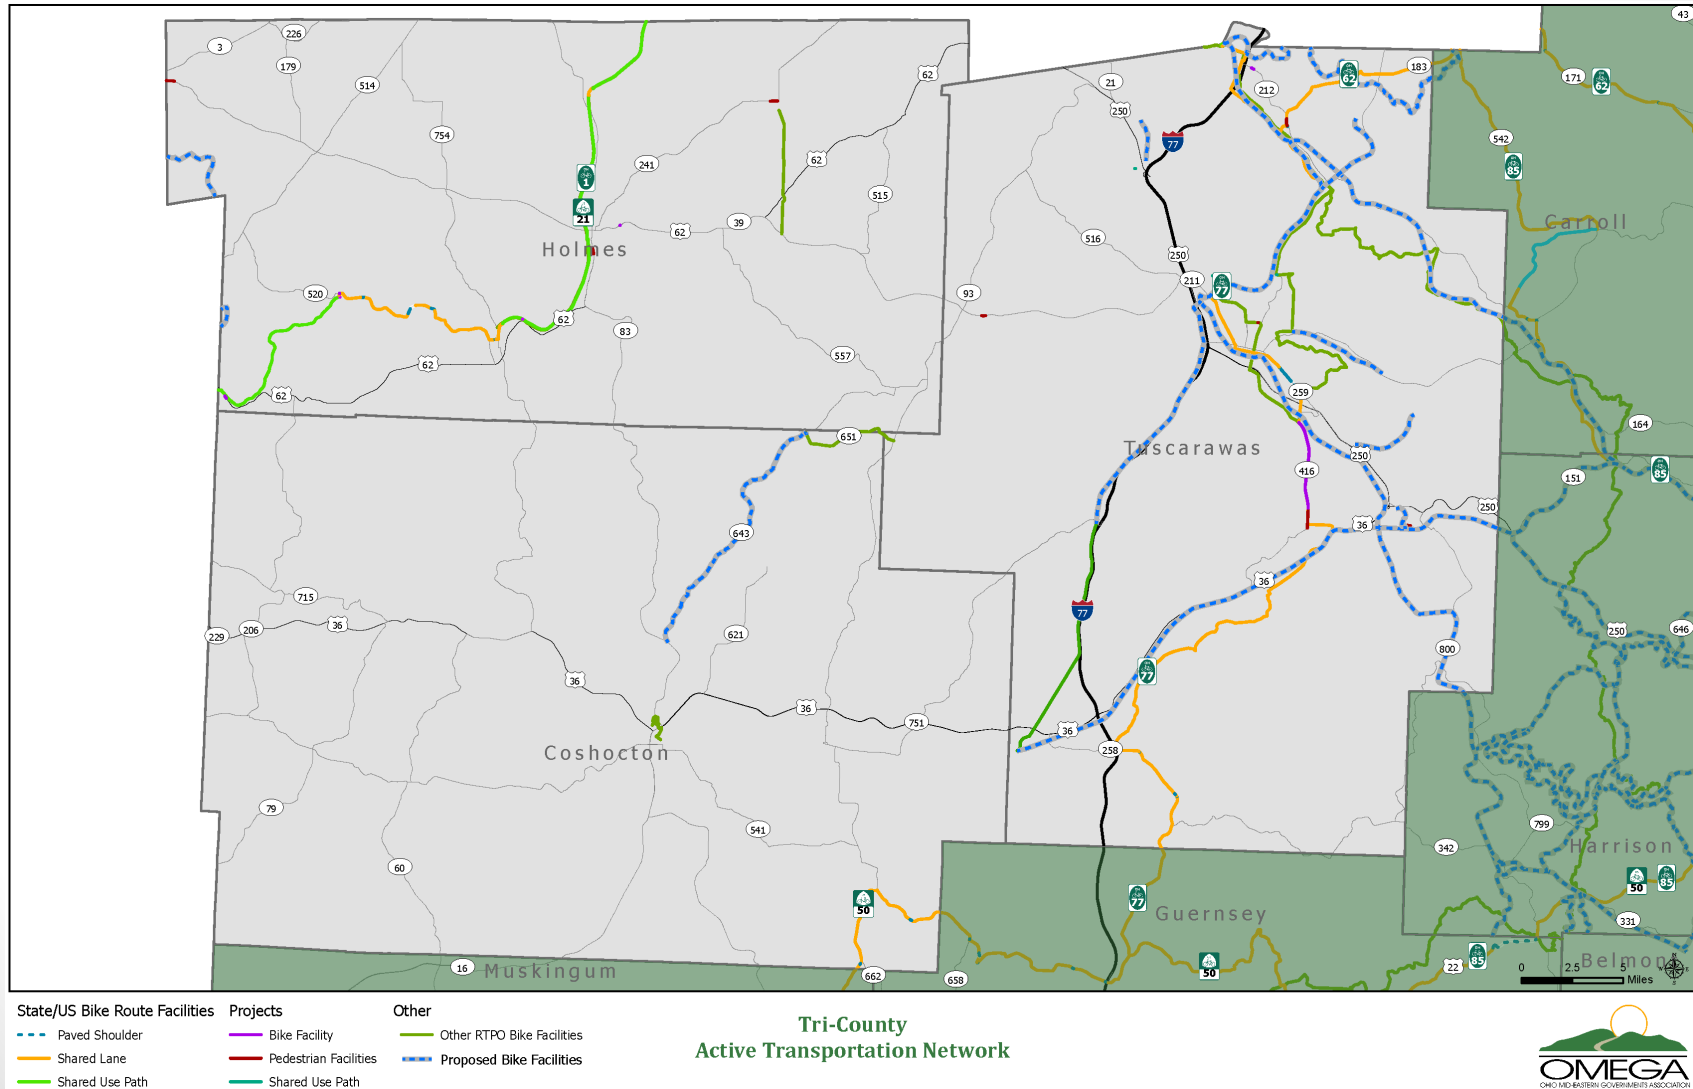 43
3
226
179
514
754
241
62
62
515
1
21
62
39
Holmes
520
62
62
62
83
557
93
516
21
250
77
212
62
183
171
62
542
85
Carroll
250
211
77
259
Tuscarawas
250
416
36
250
151
164
85
651
643
715
206
36
229
621
36
36
751
Coshocton
77
36
77
36
258
800
250
646
79
541
60
50
799
342
Harrison
50
85
331
77
Guernsey
50
16
Muskingum
662
658
22
85
Belmon
N
W
E
S
0
2.5
5
Miles
State/US Bike Route Facilities
Paved Shoulder
Shared Lane
Shared Use Path
Projects
Bike Facility
Pedestrian Facilities
Shared Use Path
Other
Other RTPO Bike Facilities
Proposed Bike Facilities
Tri-County
Active Transportation Network
OMEGA
OHIO MID-EASTERN GOVERNMENTS ASSOCIATION